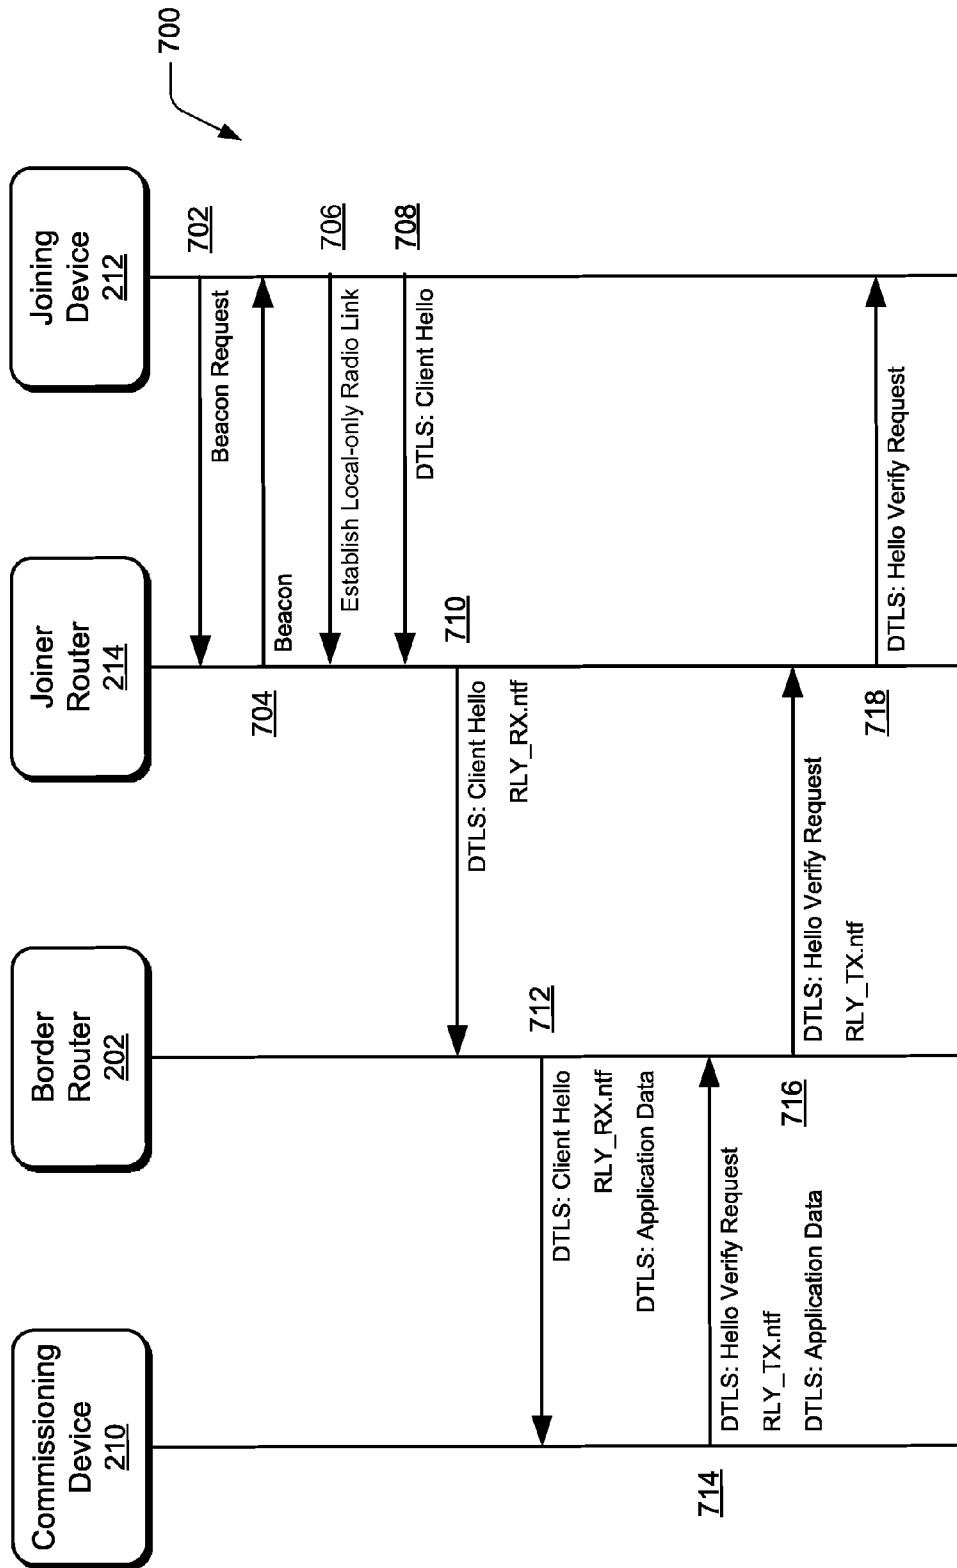 700
Commissioning
Device
210
Border
Router
202
Joiner
Router
214
Joining
Device
212
702
Beacon Request
704
Beacon
706
Establish Local-only Radio Link
708
DTLS: Client Hello
710
DTLS: Client Hello
RLY_RX.ntf
712
DTLS: Client Hello
RLY_RX.ntf
DTLS: Application Data
714
DTLS: Hello Verify Request
RLY_TX.ntf
DTLS: Application Data
716
DTLS: Hello Verify Request
RLY_TX.ntf
718
DTLS: Hello Verify Request